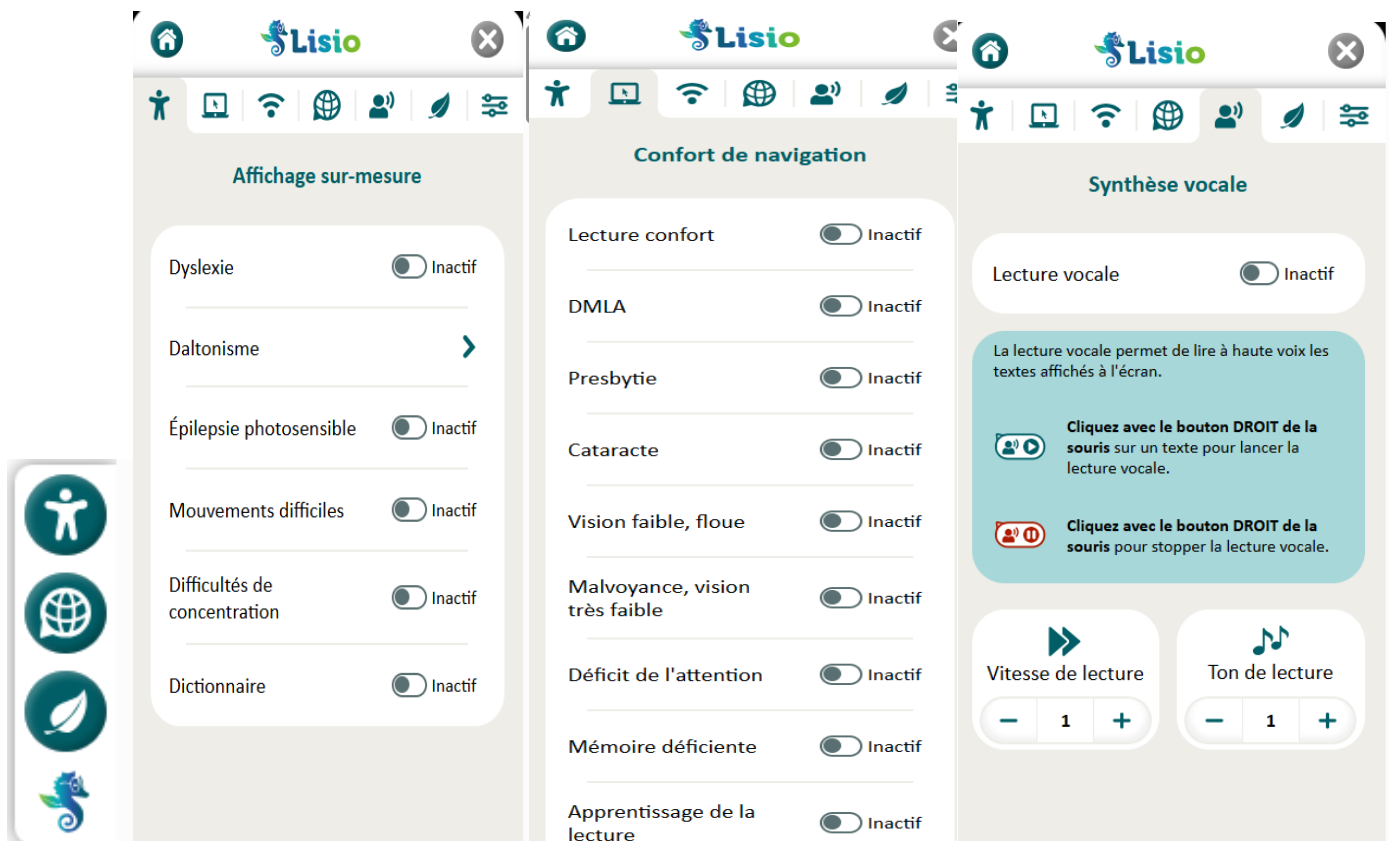 Lisio
Affichage sur-mesure
Dyslexie
Inactif
Daltonisme
Épilepsie photosensible
Inactif
Mouvements difficiles
Inactif
Difficultés de
concentration
Inactif
Dictionnaire
Inactif
Lisio
Confort de navigation
Lecture confort
Inactif
DMLA
Inactif
Presbytie
Inactif
Cataracte
Inactif
Vision faible, floue
Inactif
Malvoyance, vision
très faible
Inactif
Déficit de l'attention
Inactif
Mémoire déficiente
Inactif
Apprentissage de la
lecture
Inactif
Lisio
Synthèse vocale
Lecture vocale
Inactif
La lecture vocale permet de lire à haute voix les
textes affichés à l'écran.
Cliquez avec le bouton DROIT de la
souris sur un texte pour lancer la
lecture vocale.
Cliquez avec le bouton DROIT de la
souris pour stopper la lecture vocale.
Vitesse de lecture
− 1 +
Ton de lecture
− 1 +